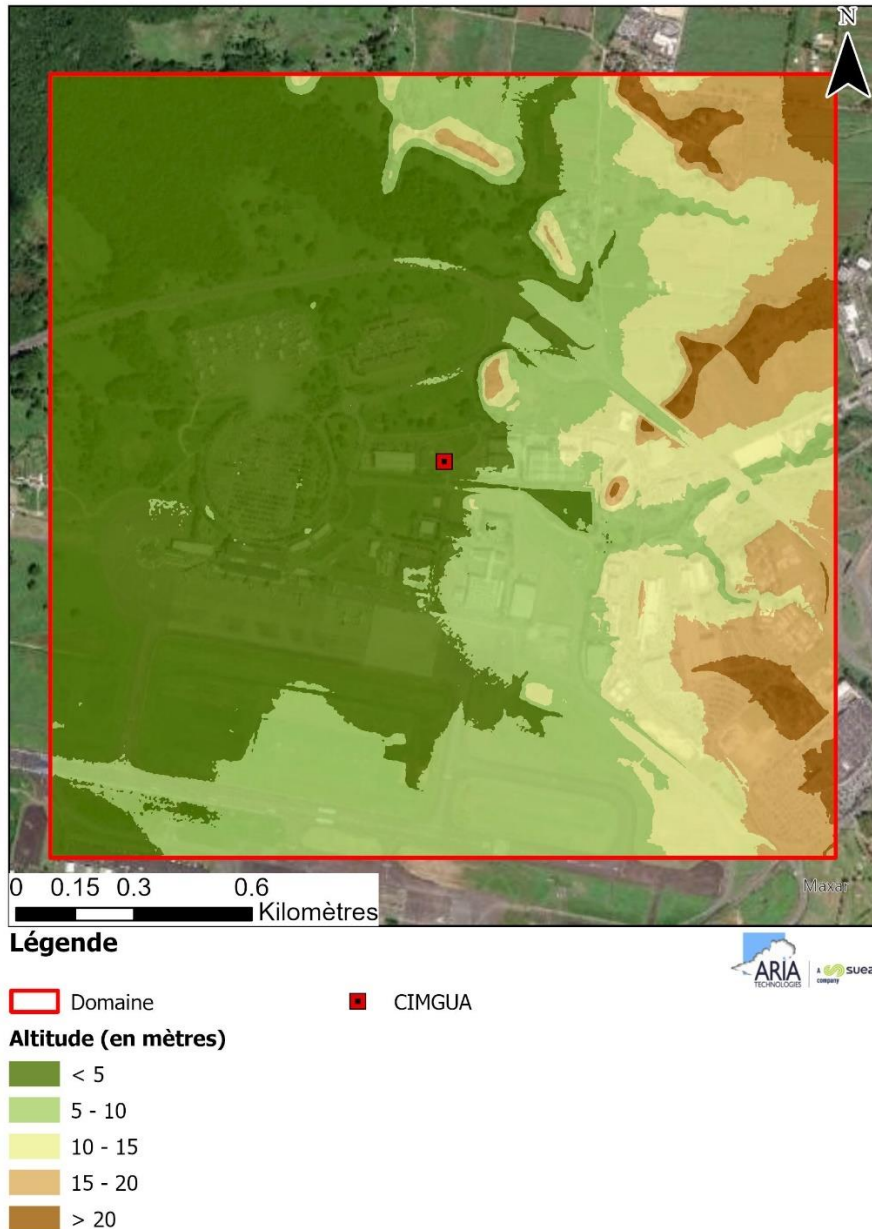 N
Maxar
0 0.15 0.3 0.6
Kilomètres
Légende
ARIA
TECHNOLOGIES
A
company
suez
Domaine
CIMGUA
Altitude (en mètres)
< 5
5 - 10
10 - 15
15 - 20
> 20